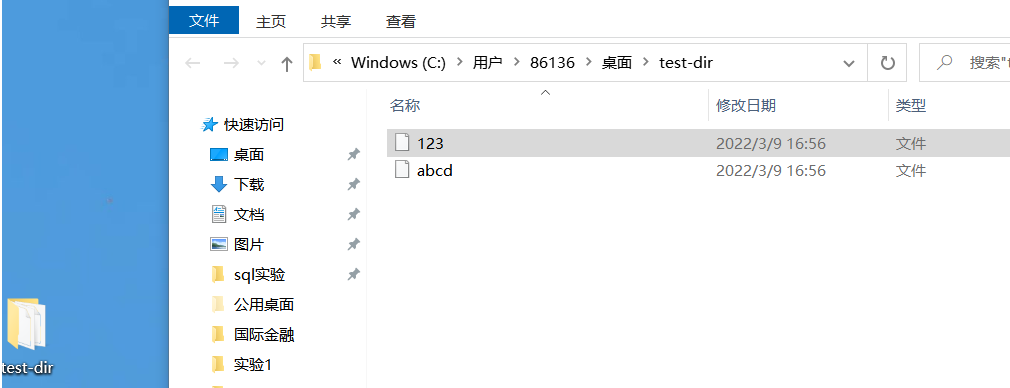 文件 主页 共享 查看
« Windows (C:) > 用户 > 86136 > 桌面 > test-dir 搜索"t
名称 修改日期 类型
快速访问
桌面
下载
文档
图片
sql实验
公用桌面
国际金融
实验1
123 2022/3/9 16:56 文件
abcd 2022/3/9 16:56 文件
test-dir